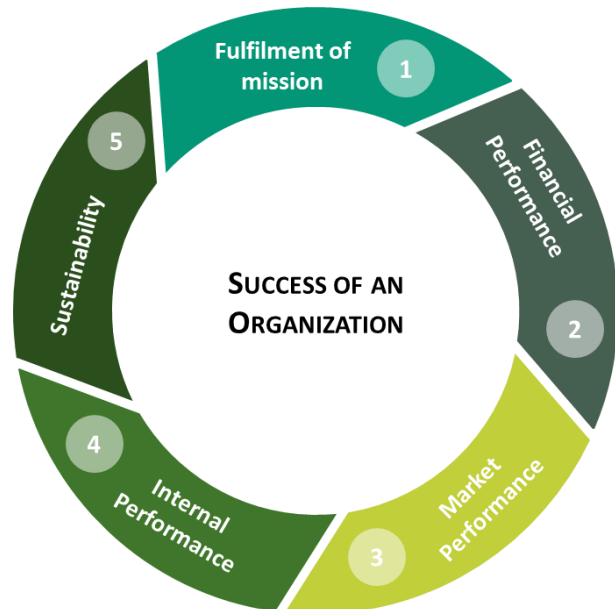 Fulfilment of
mission
1
Financial
Performance
2
Market
Performance
3
Internal
Performance
4
Sustainability
5
SUCCESS OF AN
ORGANIZATION